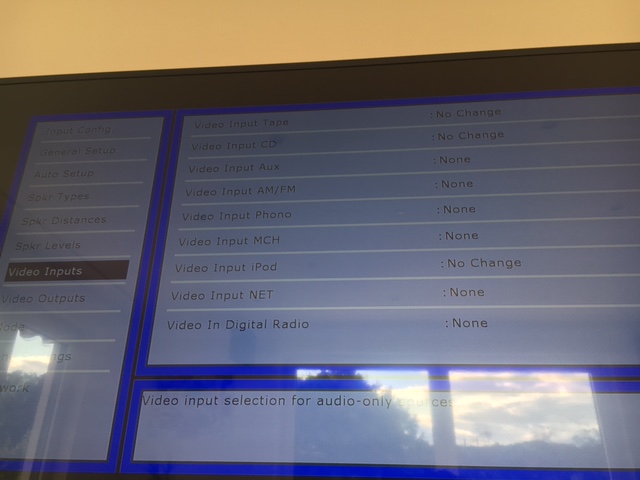 Input Config
General Setup
Auto Setup
Spkr Types
Spkr Distances
Spkr Levels
Video Inputs
Video Outputs
work
Video Input Tape : No Change
Video Input CD : No Change
Video Input Aux : None
Video Input AM/FM : None
Video Input Phono : None
Video Input MCH : None
Video Input iPod : No Change
Video Input NET : None
Video In Digital Radio : None
Video input selection for audio-only sources